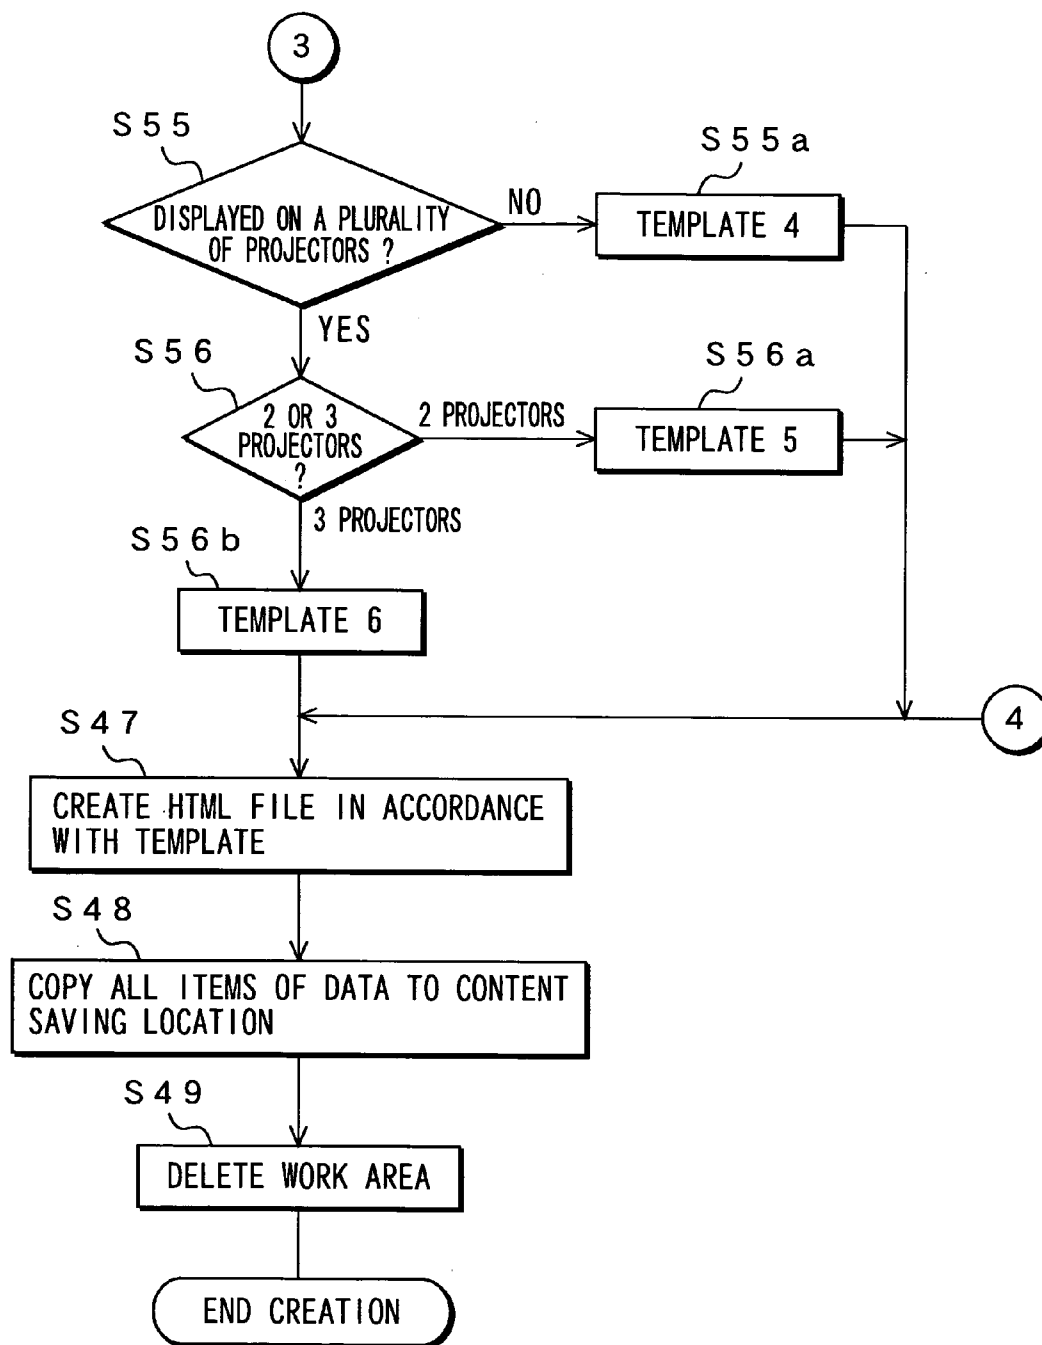 3
S55
S55a
DISPLAYED ON A PLURALITY
OF PROJECTORS ?
NO
TEMPLATE 4
YES
S56
S56a
2 OR 3
PROJECTORS
?
2 PROJECTORS
TEMPLATE 5
3 PROJECTORS
S56b
TEMPLATE 6
4
S47
CREATE HTML FILE IN ACCORDANCE
WITH TEMPLATE
S48
COPY ALL ITEMS OF DATA TO CONTENT
SAVING LOCATION
S49
DELETE WORK AREA
END CREATION